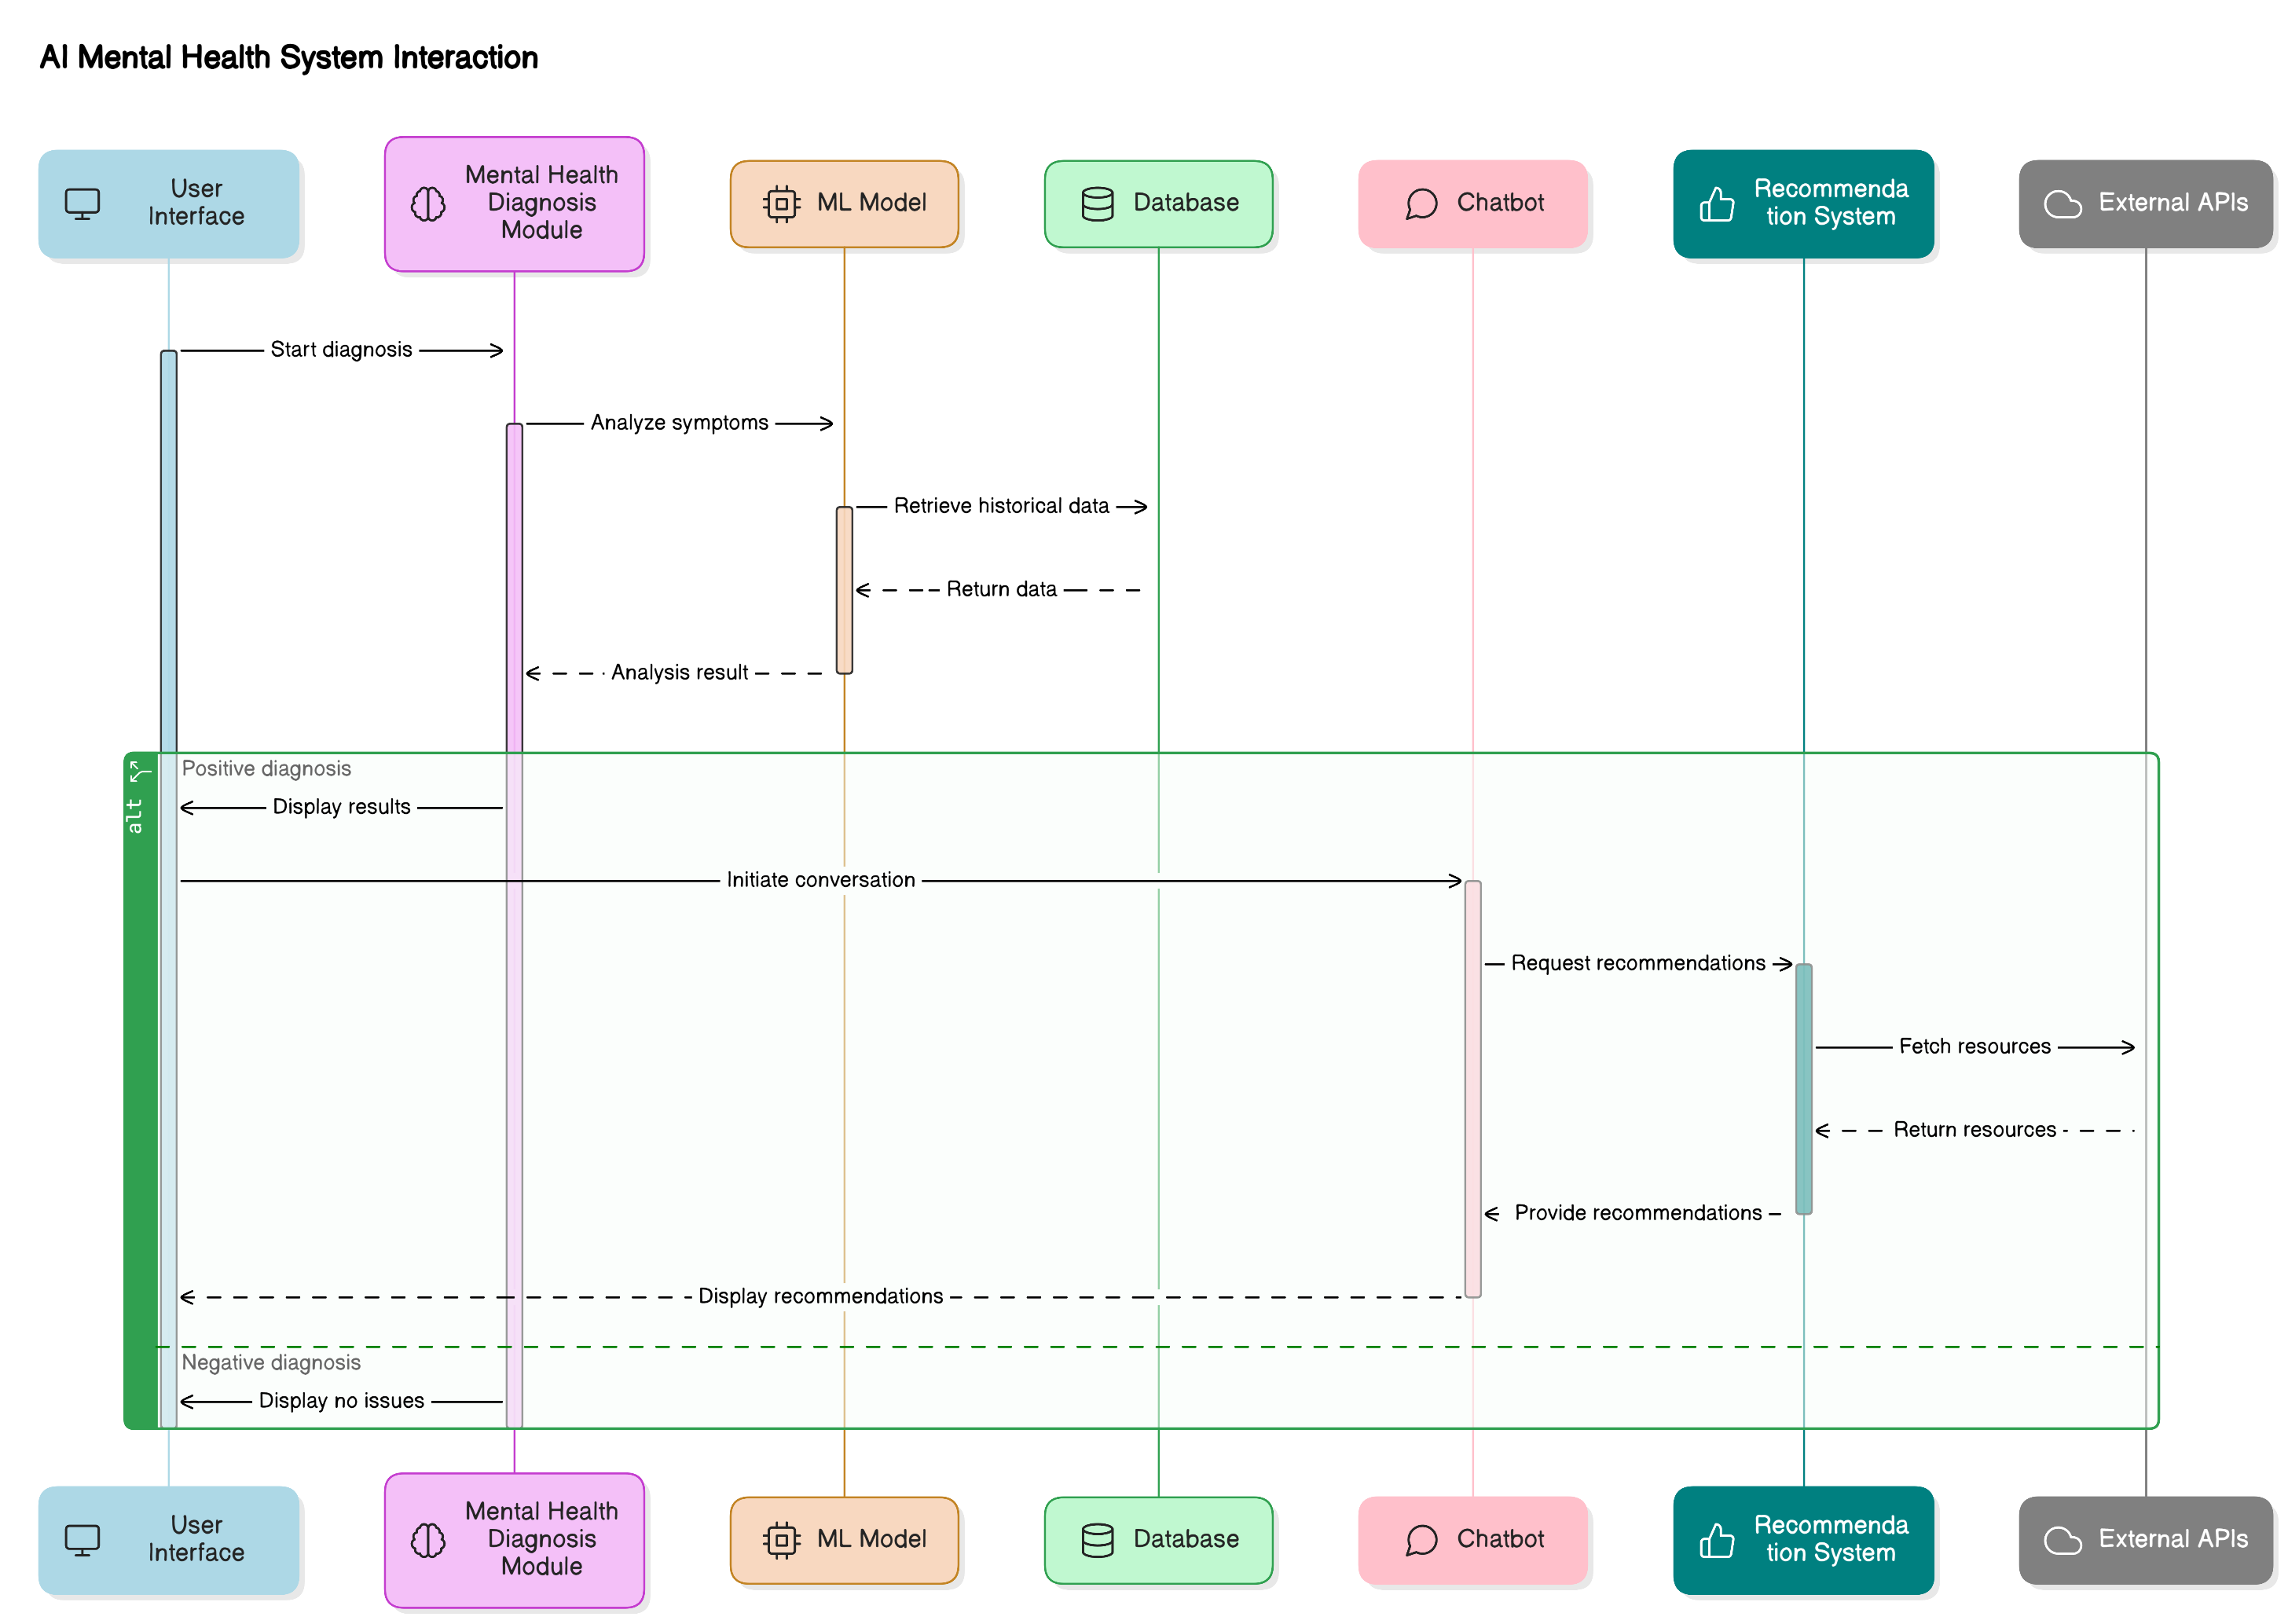 AI Mental Health System Interaction
User
Interface
Mental Health
Diagnosis
Module
ML Model
Database
Chatbot
Recommenda
tion System
External APIs
Start diagnosis
Analyze symptoms
Retrieve historical data
Return data
Analysis result
alt
Positive diagnosis
Display results
Initiate conversation
Request recommendations
Fetch resources
Return resources
Provide recommendations
Display recommendations
Negative diagnosis
Display no issues
User
Interface
Mental Health
Diagnosis
Module
ML Model
Database
Chatbot
Recommenda
tion System
External APIs